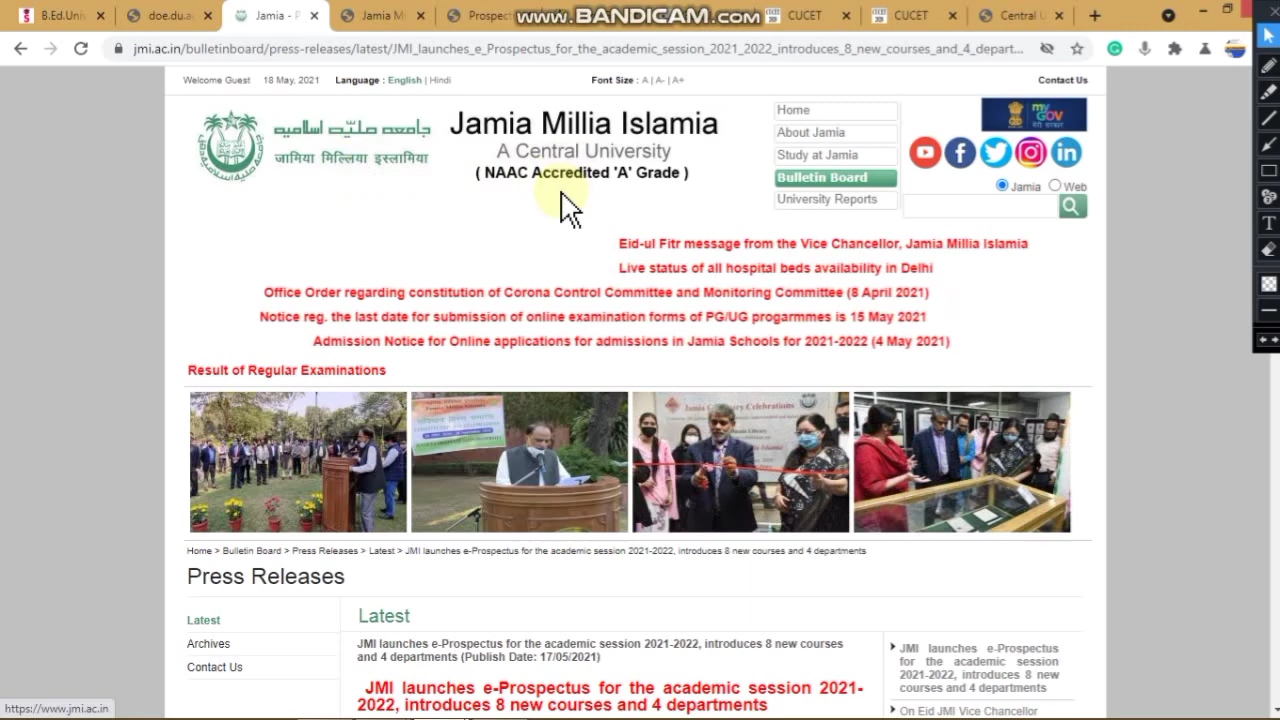 B.Ed.Uni
doe.du.a
Jamia - P
Jamia M
Prospect
www.BANDICAM.com
CUCET
CUCET
Central U
jmi.ac.in/bulletinboard/press-releases/latest/JMI_launches_e_Prospectus_for_the_academic_session_2021_2022_introduces_8_new_courses_and_4_depart...
Welcome Guest 18 May, 2021 Language : English | Hindi Font Size : A | A- | A+ Contact Us
جامعہ ملیہ اسلامیہ
जामिया मिल्लिया इस्लामिया
Jamia Millia Islamia
A Central University
( NAAC Accredited 'A' Grade )
Home
About Jamia
Study at Jamia
Bulletin Board
University Reports
my GOV
मेरी सरकार
Jamia Web
Eid-ul Fitr message from the Vice Chancellor, Jamia Millia Islamia
Live status of all hospital beds availability in Delhi
Office Order regarding constitution of Corona Control Committee and Monitoring Committee (8 April 2021)
Notice reg. the last date for submission of online examination forms of PG/UG progarmmes is 15 May 2021
Admission Notice for Online applications for admissions in Jamia Schools for 2021-2022 (4 May 2021)
Result of Regular Examinations
Home > Bulletin Board > Press Releases > Latest > JMI launches e-Prospectus for the academic session 2021-2022, introduces 8 new courses and 4 departments
Press Releases
Latest
Archives
Contact Us
Latest
JMI launches e-Prospectus for the academic session 2021-2022, introduces 8 new courses
and 4 departments (Publish Date: 17/05/2021)
JMI launches e-Prospectus for the academic session 2021-
2022, introduces 8 new courses and 4 departments
JMI launches e-Prospectus
for the academic session
2021-2022, introduces 8 new
courses and 4 departments
On Eid JMI Vice Chancellor
https://www.jmi.ac.in